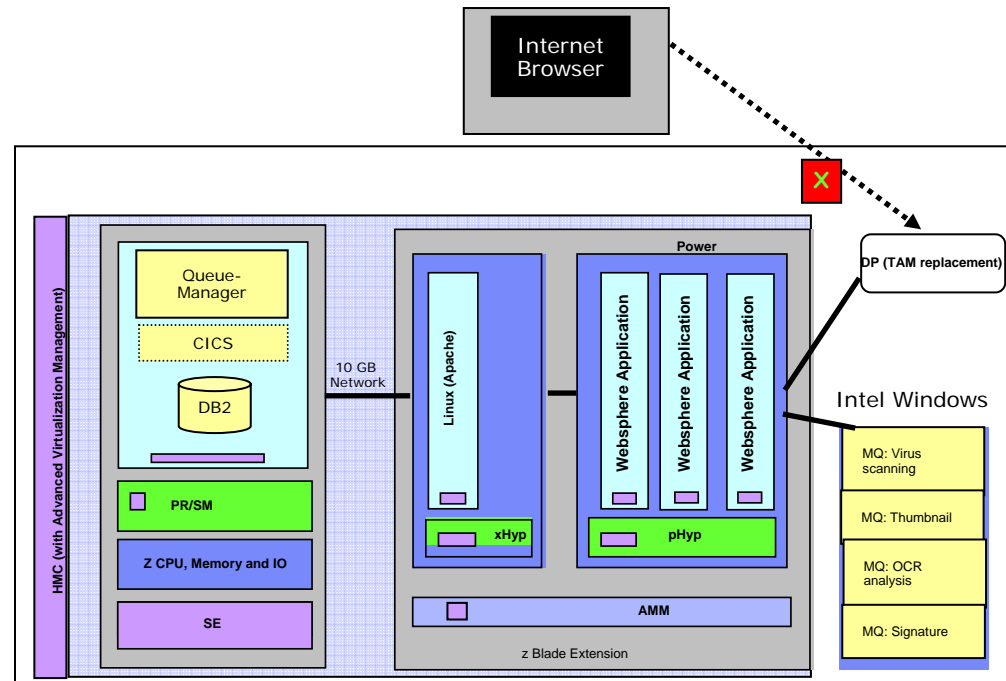 Internet
Browser
X
HMC (with Advanced Virtualization Management)
Queue-
Manager
CICS
DB2
PR/SM
Z CPU, Memory and IO
SE
10 GB
Network
Power
Linux (Apache)
xHyp
Websphere Application
Websphere Application
Websphere Application
pHyp
AMM
z Blade Extension
DP (TAM replacement)
Intel Windows
MQ: Virus
scanning
MQ: Thumbnail
MQ: OCR
analysis
MQ: Signature